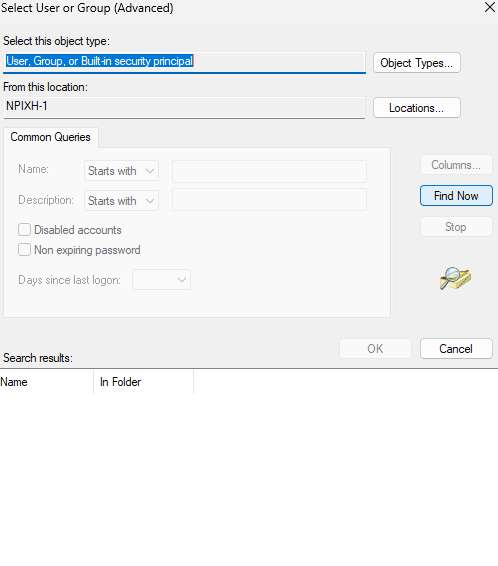 Select User or Group (Advanced)
Select this object type:
User, Group, or Built-in security principal
Object Types...
From this location:
NPIXH-1
Locations...
Common Queries
Name:
Starts with
Columns...
Description:
Starts with
Find Now
Disabled accounts
Stop
Non expiring password
Days since last logon:
OK
Cancel
Search results:
Name
In Folder